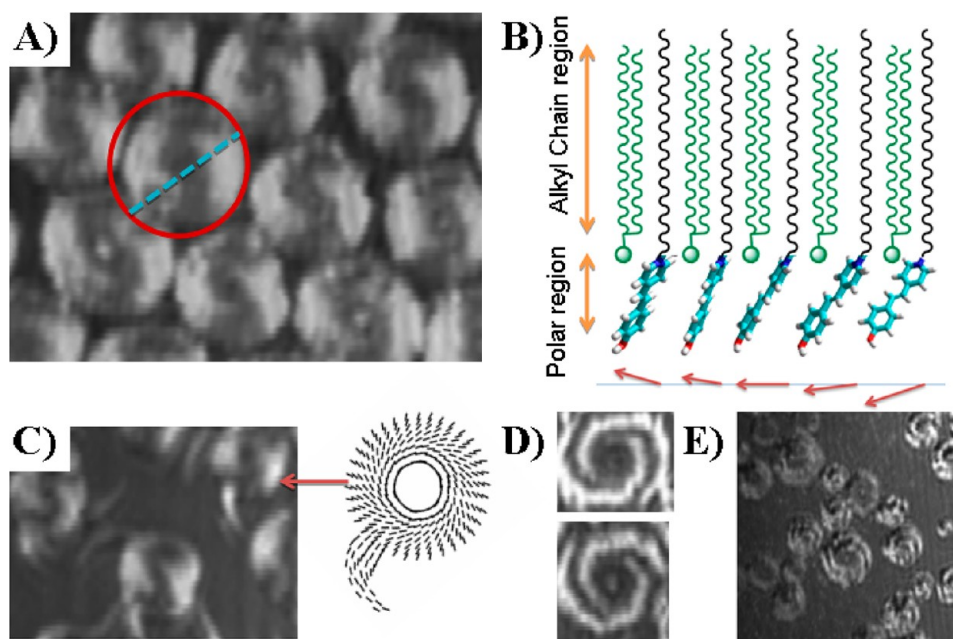 A)
B)
Alkyl Chain region
Polar region
C)
D)
E)